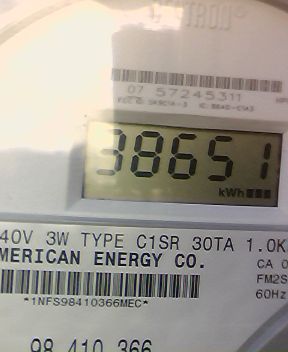 TRON
07 57245311
38651
kWh
40V 3W TYPE C1SR 30TA 1.0K
MERICAN ENERGY CO.
CA 0
FM2S
60Hz
*1NFS98410366MEC*
98 410 366